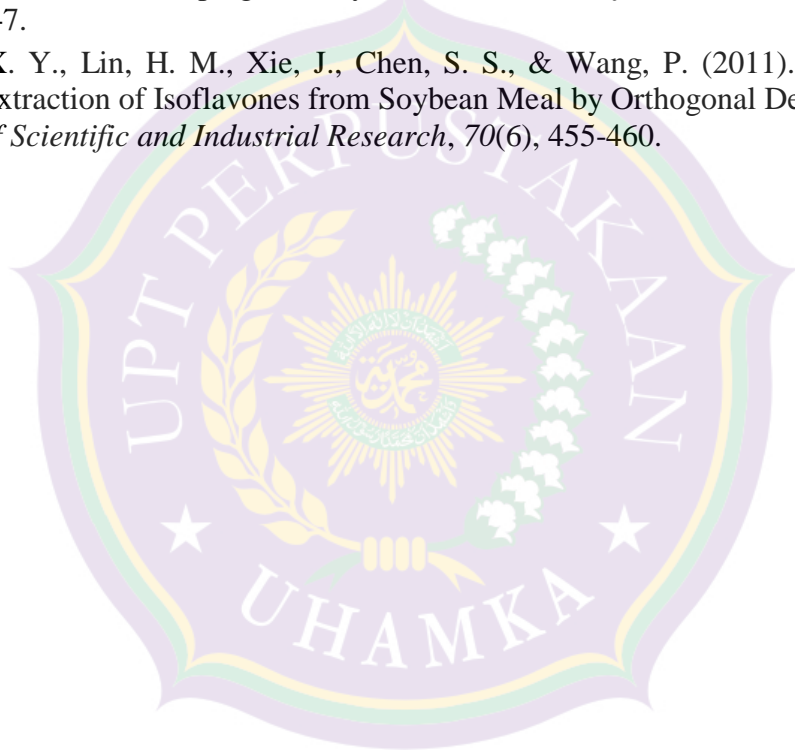 -7.
Y., Lin, H. M., Xie, J., Chen, S. S., & Wang, P. (2011).
xtraction of Isoflavones from Soybean Meal by Orthogonal De
f Scientific and Industrial Research, 70(6), 455-460.
UPT PERPUSTAKAAN
محمدية
UHAMKA